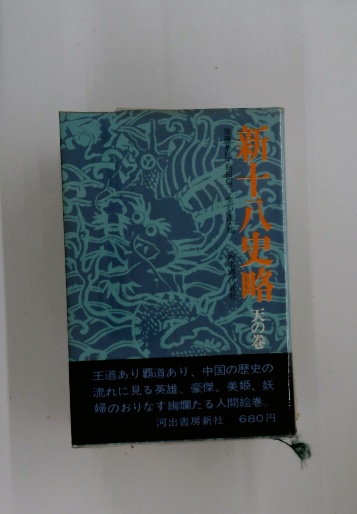 新十八史略
天の巻
王道あり覇道あり、中国の歴史の
流れに見る英雄、豪傑、美姫、妖
婦のおりなす絢爛たる人間絵巻。
河出書房新社 680円